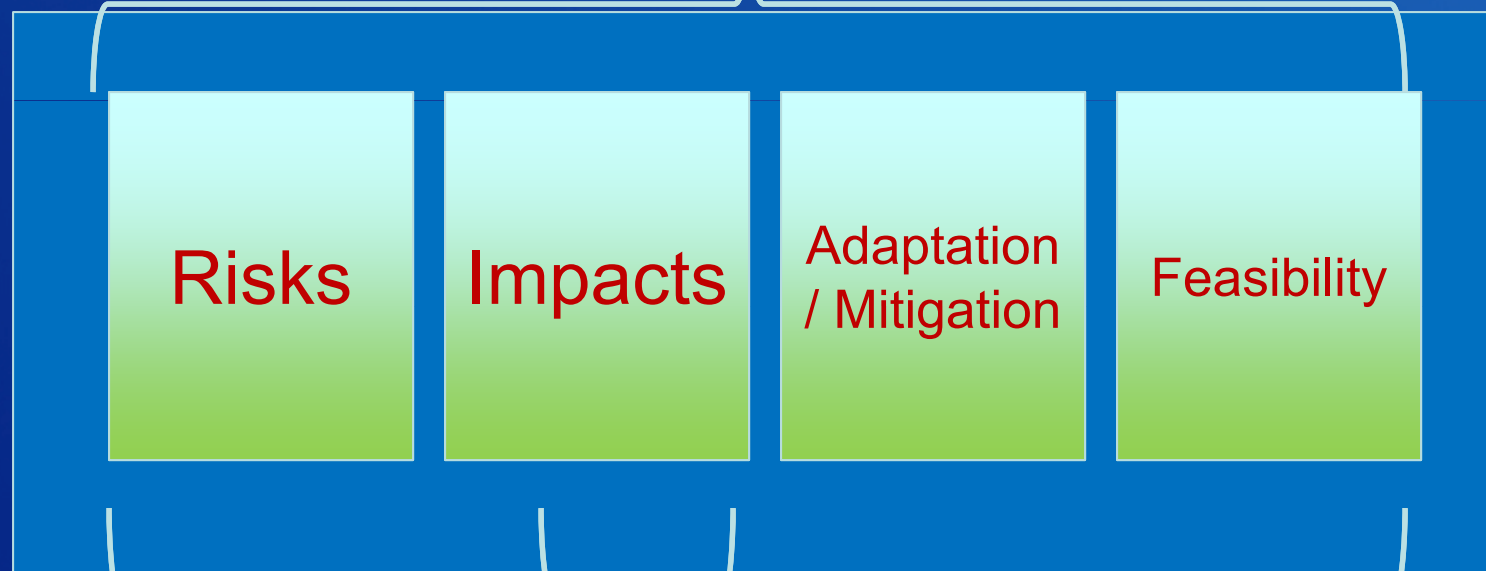 Risks
Impacts
Adaptation
/ Mitigation
Feasibility